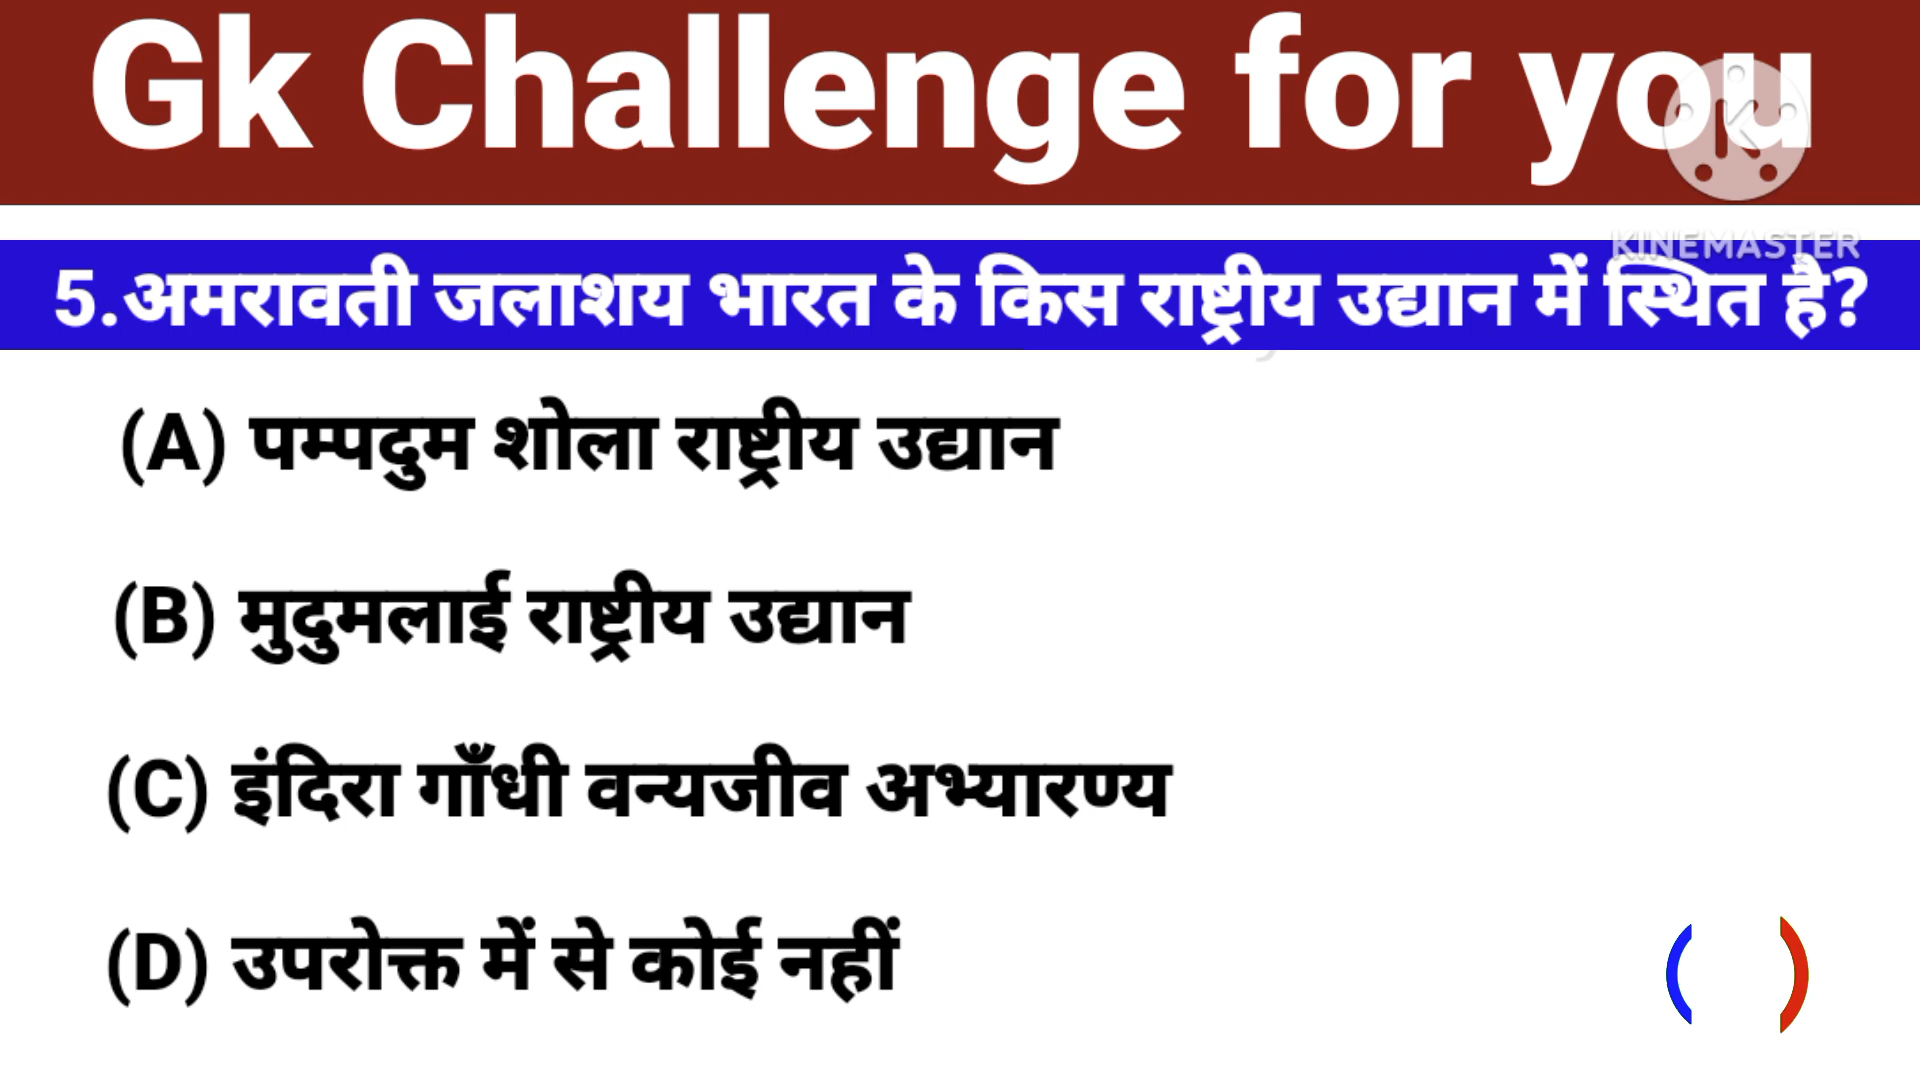 Gk Challenge for you
KINEMASTER
5.अमरावती जलाशय भारत के किस राष्ट्रीय उद्यान में स्थित है?
(A) पम्पदुम शोला राष्ट्रीय उद्यान
(B) मुदुमलाई राष्ट्रीय उद्यान
(C) इंदिरा गाँधी वन्यजीव अभ्यारण्य
(D) उपरोक्त में से कोई नहीं